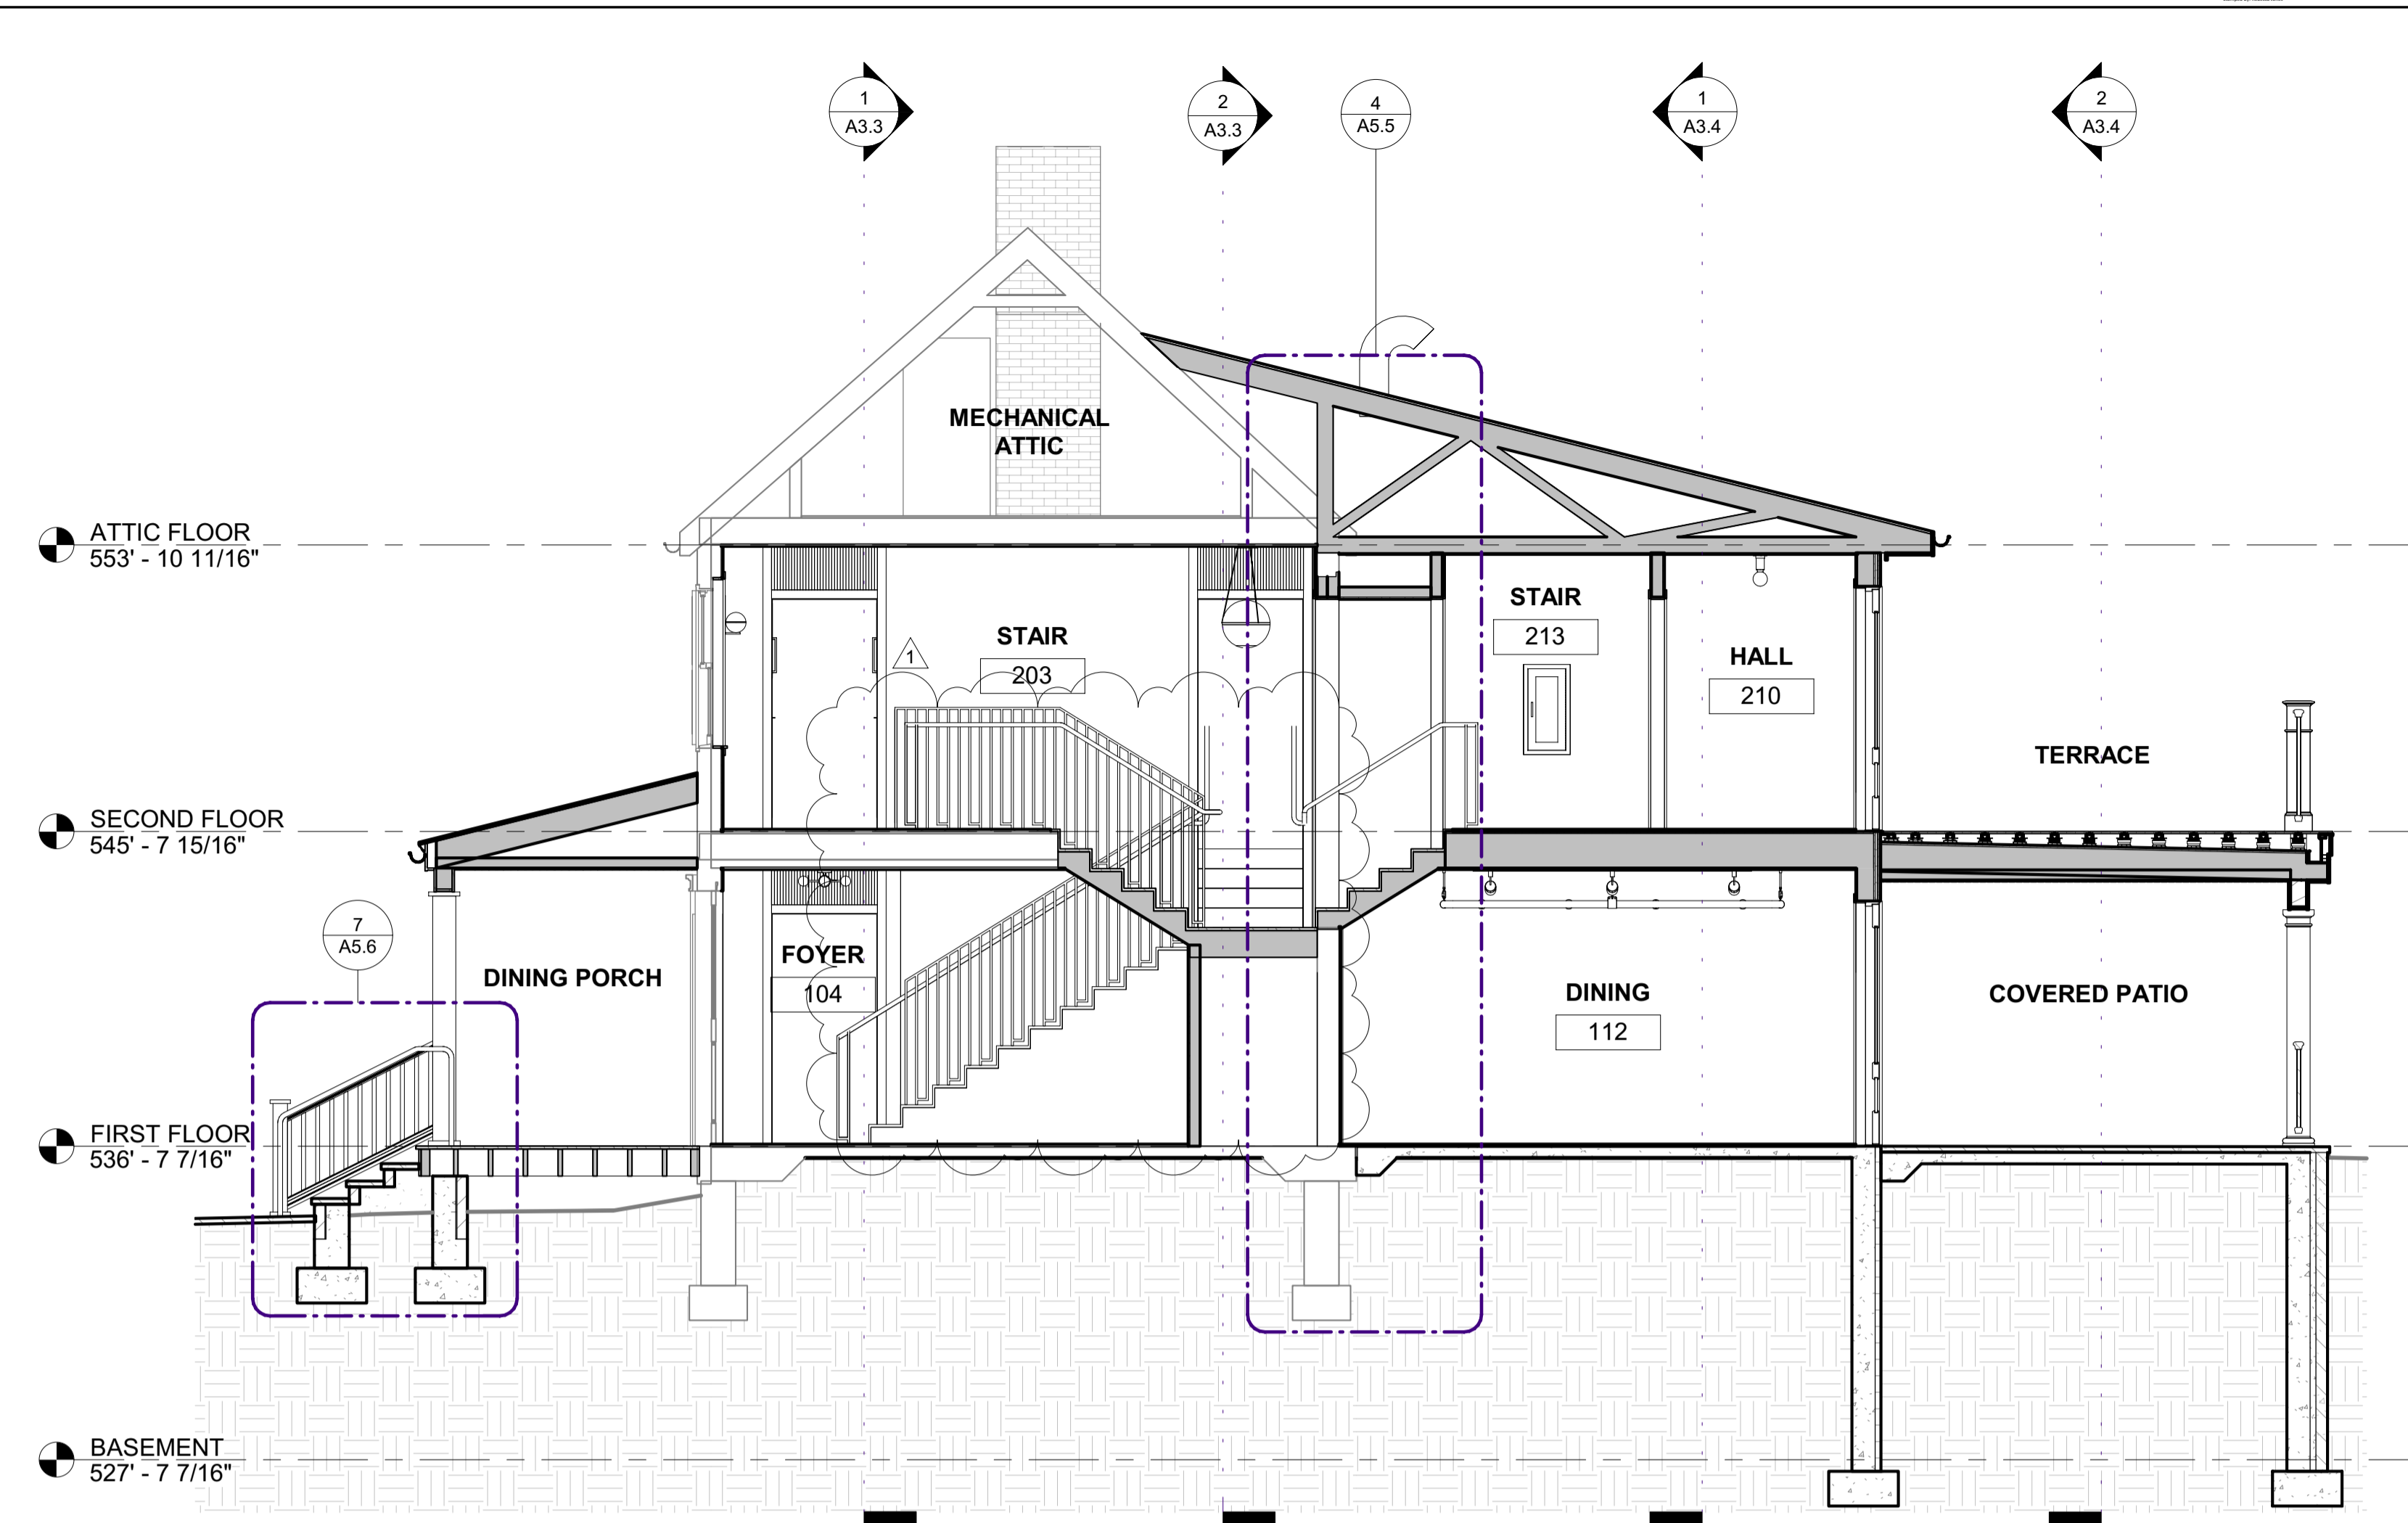 1
A3.3
2
A3.3
4
A5.5
1
A3.4
2
A3.4
MECHANICAL
ATTIC
ATTIC FLOOR
553' - 10 11/16"
STAIR
213
STAIR
203
1
HALL
210
TERRACE
SECOND FLOOR
545' - 7 15/16"
7
A5.6
DINING PORCH
FOYER
104
DINING
112
COVERED PATIO
FIRST FLOOR
536' - 7 7/16"
BASEMENT
527' - 7 7/16"